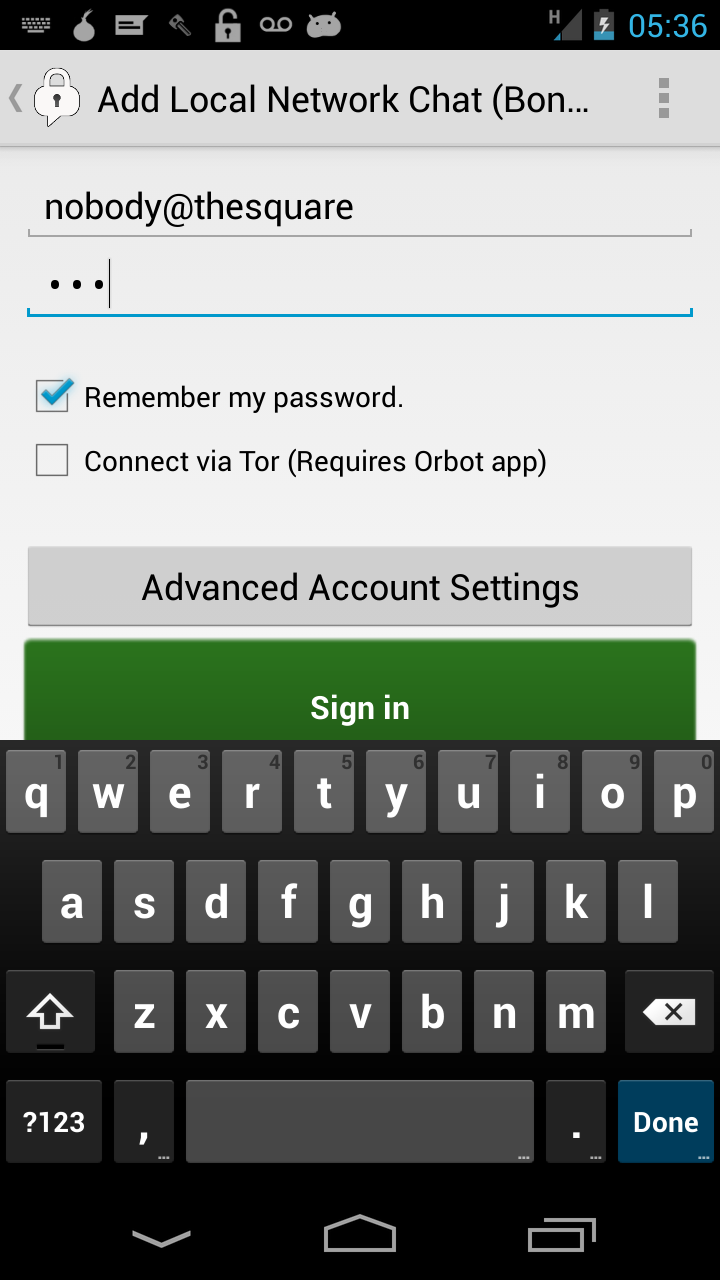 H 05:36
Add Local Network Chat (Bon...
nobody@thesquare
•••
Remember my password.
Connect via Tor (Requires Orbot app)
Advanced Account Settings
Sign in
1 2 3 4 5 6 7 8 9 0
q w e r t y u i o p
a s d f g h j k l
z x c v b n m
?123 , ... ... . ... Done ...